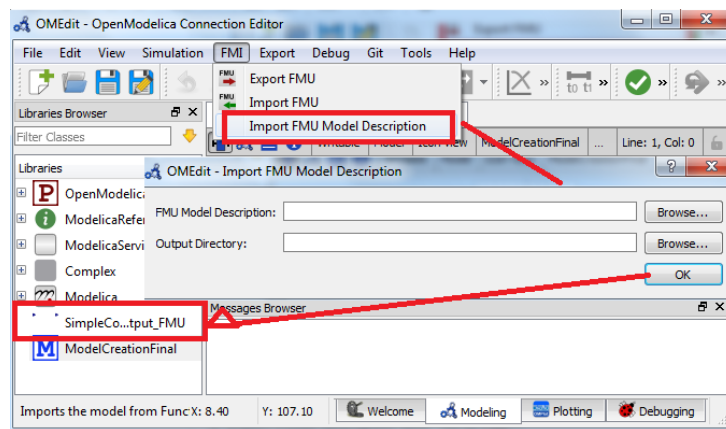 OMEdit - OpenModelica Connection Editor
File Edit View Simulation FMI Export Debug Git Tools Help
Export FMU
Import FMU
Import FMU Model Description
to t1
Libraries Browser
Filter Classes
Writable Model Icon View ModelCreationFinal ... Line: 1, Col: 0
Libraries
OMEdit - Import FMU Model Description
P OpenModelica
i ModelicaRefe
ModelicaServi
Complex
Modelica
FMU Model Description: Browse...
Output Directory: Browse...
OK
SimpleCo...tput_FMU
M ModelCreationFinal
Messages Browser
Imports the model from Func X: 8.40 Y: 107.10 Welcome Modeling Plotting Debugging